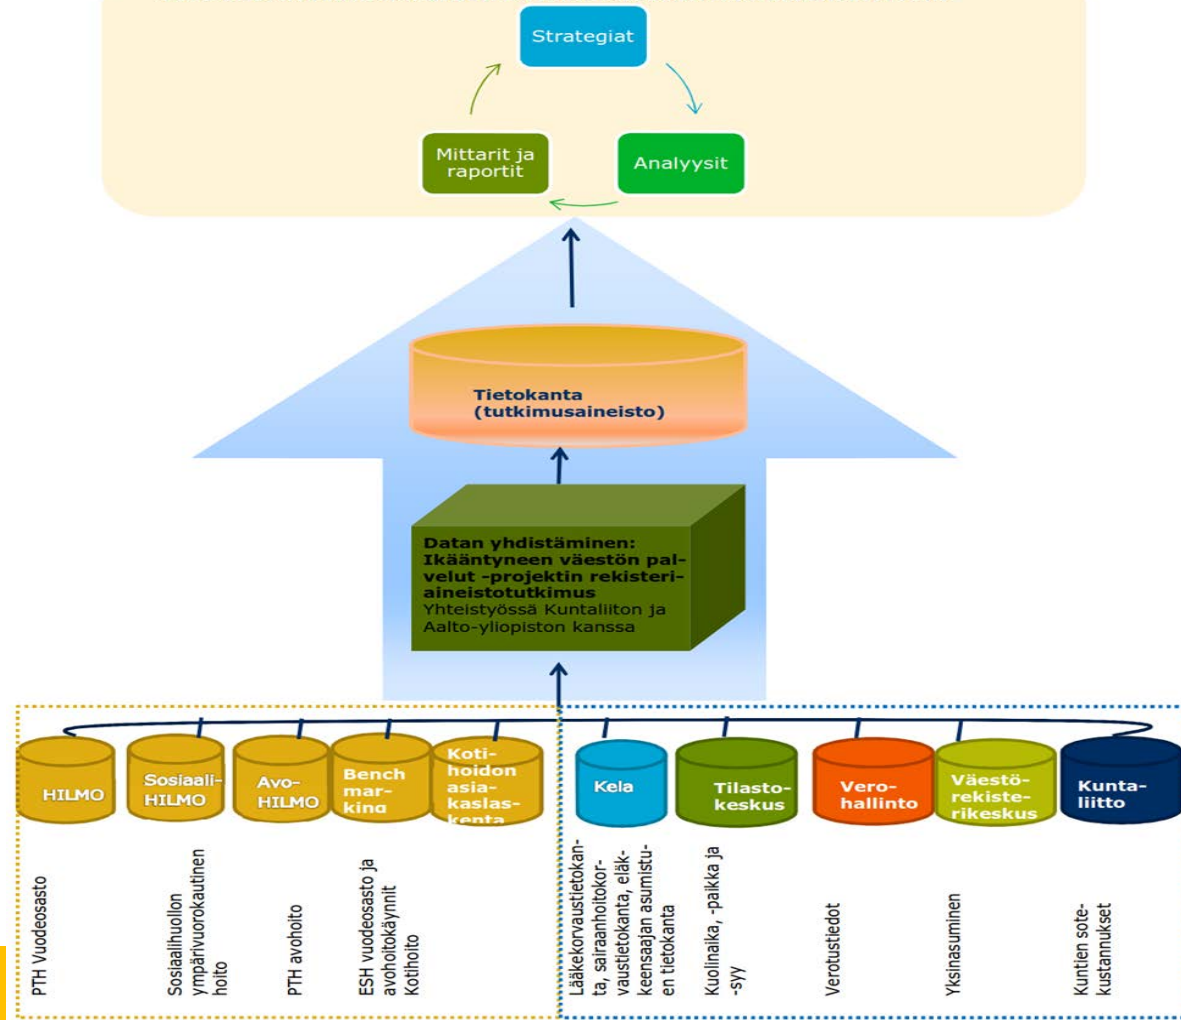 Strategiat
Mittarit ja
raportit
Analyysit
Tietokanta
(tutkimusaineisto)
Datan yhdistäminen:
Ikääntyneen väestön pal-
velut -projektin rekisteri-
aineistotutkimus
Yhteistyössä Kuntaliiton ja
Aalto-yliopiston kanssa
HILMO
Sosiaali-
HILMO
Avo-
HILMO
Bench
mar-
king
Koti-
hoidon
asia-
kaslas-
kenta
Kela
Tilasto-
keskus
Vero-
hallinto
Väestö-
rekiste-
rikeskus
Kunta-
liitto
PTH Vuodeosasto
Sosiaalihuollon
ympärivuorokautinen
hoito
PTH avohoito
ESH vuodeosasto ja
avohoitokäynnit
Kotihoito
Lääkekorvaustietokan-
ta, sairaanhoitokor-
vaustietokanta, eläk-
keensaajan asumistu-
en tietokanta
Kuolinaika, -paikka ja
-syy
Verotustiedot
Yksinasuminen
Kuntien sote-
kustannukset